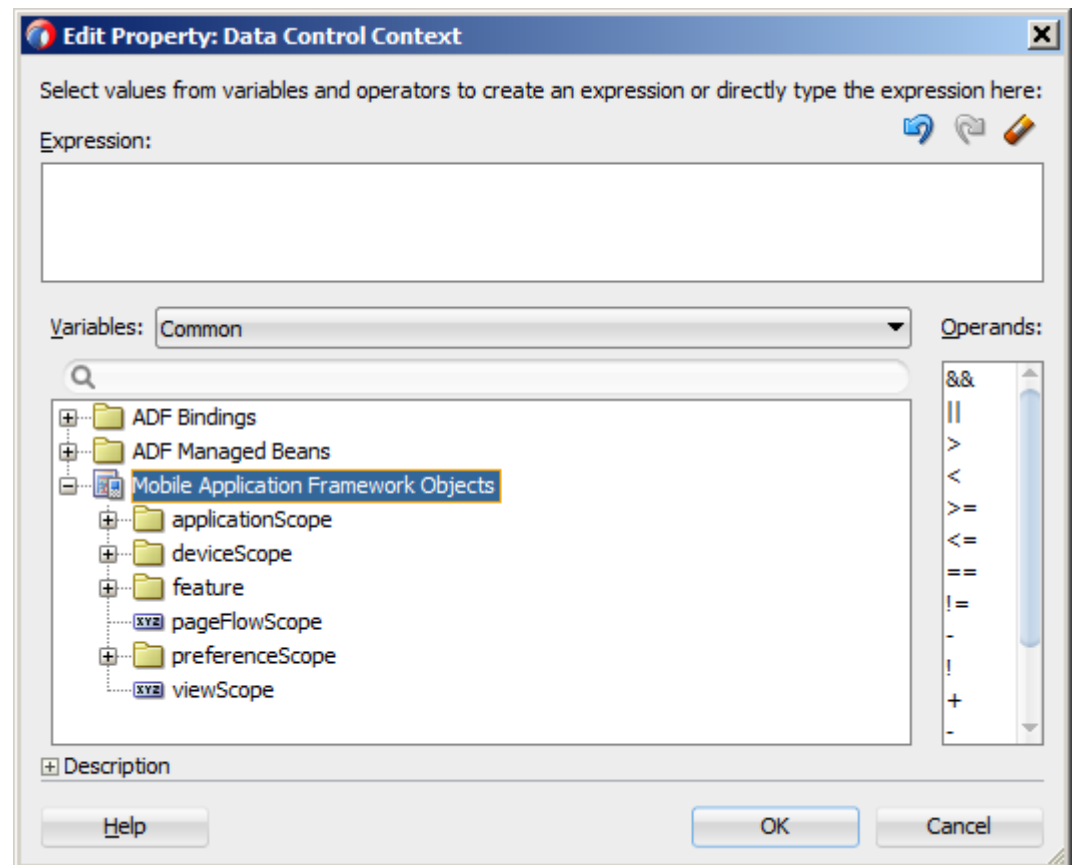 Edit Property: Data Control Context
Select values from variables and operators to create an expression or directly type the expression here:
Expression:
Variables: Common
Operands:
ADF Bindings
ADF Managed Beans
Mobile Application Framework Objects
applicationScope
deviceScope
feature
xyz pageFlowScope
preferenceScope
xyz viewScope
&&
||
>
<
>=
<=
==
!=
-
!
+
-
Description
Help
OK
Cancel